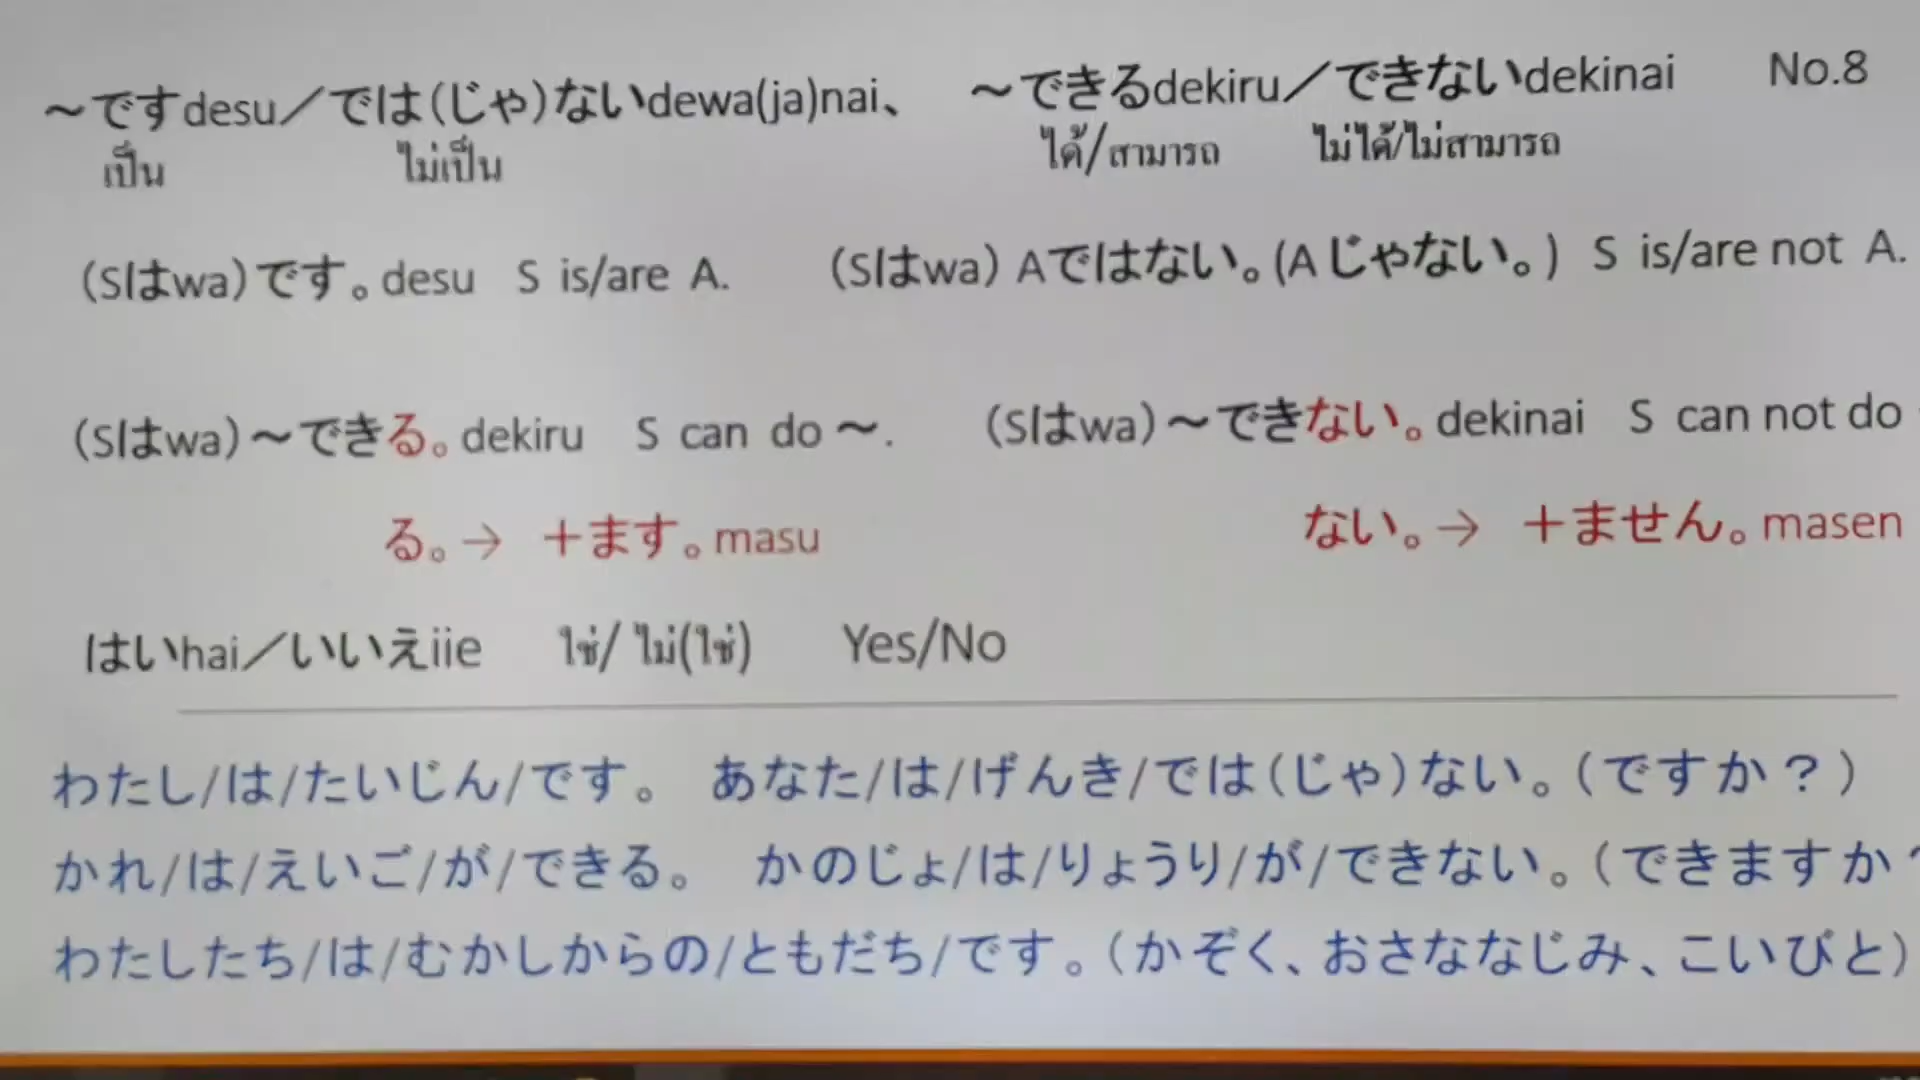 ～ですdesu／では（じゃ）ないdewa(ja)nai、 ～できるdekiru／できないdekinai No.8
เป็น ไม่เป็น ได้/สามารถ ไม่ได้/ไม่สามารถ
（Sはwa）です。desu S is/are A. （Sはwa）Aではない。(Aじゃない。) S is/are not A.
（Sはwa）～できる。dekiru S can do ～. （Sはwa）～できない。dekinai S can not do
る。→ ＋ます。masu ない。→ ＋ません。masen
はいhai／いいえiie ใช่/ ไม่(ใช่) Yes/No
わたし/は/たいじん/です。 あなた/は/げんき/では（じゃ）ない。（ですか？）
かれ/は/えいご/が/できる。 かのじょ/は/りょうり/が/できない。（できますか？
わたしたち/は/むかしからの/ともだち/です。（かぞく、おさななじみ、こいびと）